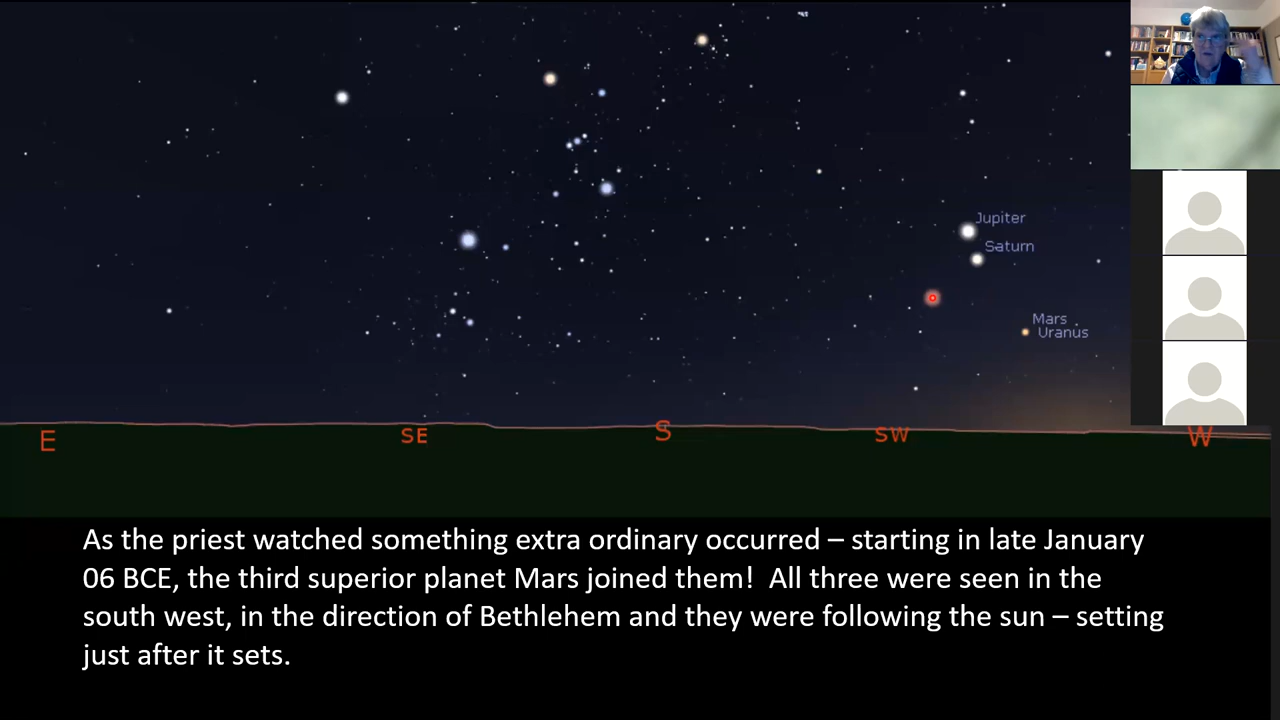 Jupiter
Saturn
Mars
Uranus
E
SE
S
SW
W
As the priest watched something extra ordinary occurred – starting in late January
06 BCE, the third superior planet Mars joined them!  All three were seen in the
south west, in the direction of Bethlehem and they were following the sun – setting
just after it sets.